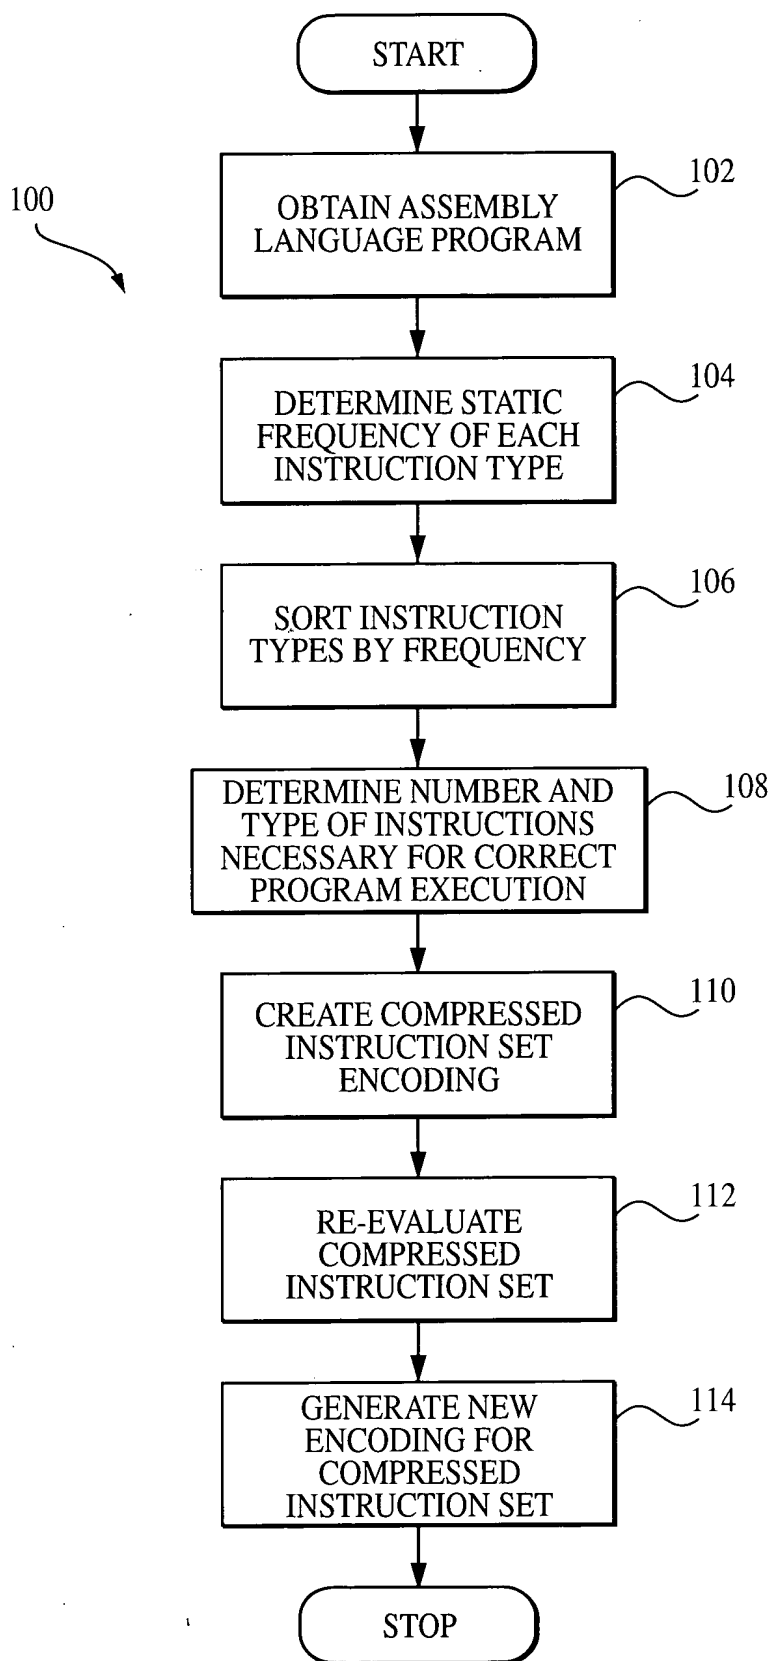 START
102
100
OBTAIN ASSEMBLY
LANGUAGE PROGRAM
104
DETERMINE STATIC
FREQUENCY OF EACH
INSTRUCTION TYPE
106
SORT INSTRUCTION
TYPES BY FREQUENCY
108
DETERMINE NUMBER AND
TYPE OF INSTRUCTIONS
NECESSARY FOR CORRECT
PROGRAM EXECUTION
110
CREATE COMPRESSED
INSTRUCTION SET
ENCODING
112
RE-EVALUATE
COMPRESSED
INSTRUCTION SET
114
GENERATE NEW
ENCODING FOR
COMPRESSED
INSTRUCTION SET
STOP